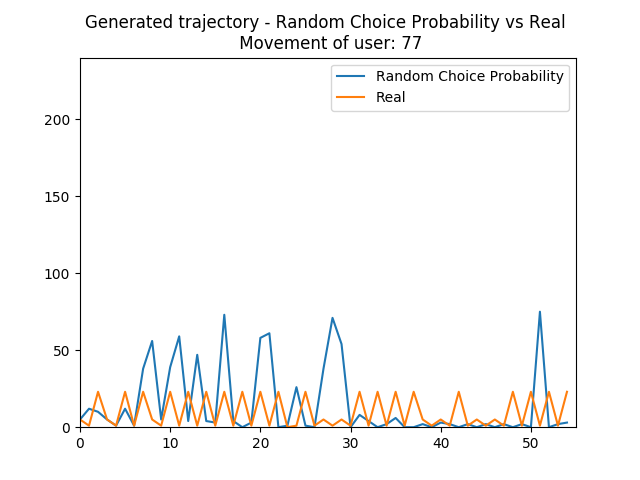 Generated trajectory - Random Choice Probability vs Real
Movement of user: 77
Random Choice Probability
Real
200
150
100
50
0
0 10 20 30 40 50